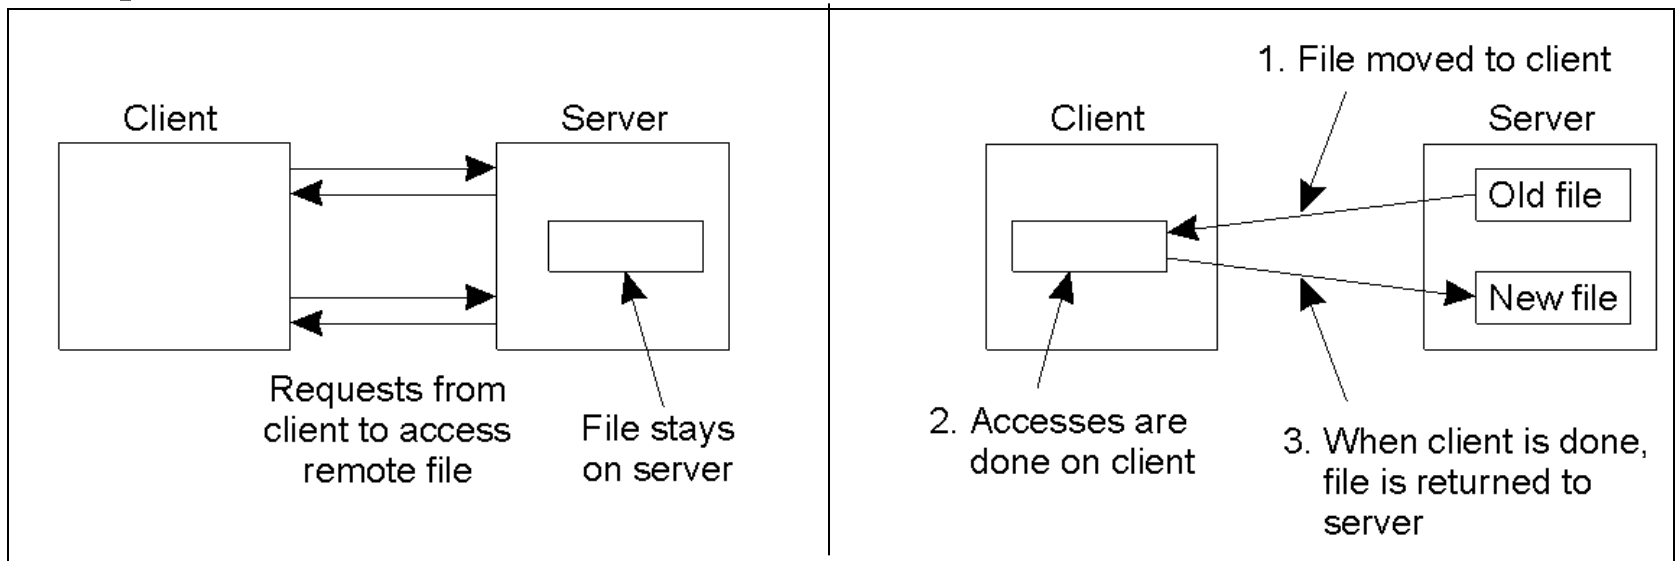 Client
Server
Requests from
client to access
remote file
File stays
on server
1. File moved to client
Client
Server
Old file
New file
2. Accesses are
done on client
3. When client is done,
file is returned to
server